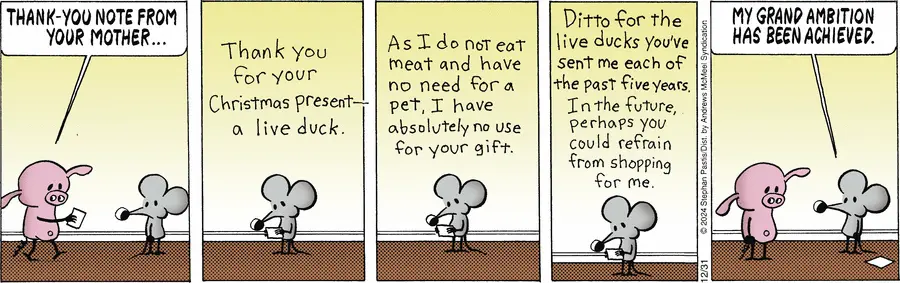 THANK-YOU NOTE FROM
YOUR MOTHER...
Thank you
for your
Christmas present—
a live duck.
As I do not eat
meat and have
no need for a
pet, I have
absolutely no use
for your gift.
Ditto for the
live ducks you've
sent me each of
the past five years.
In the future,
perhaps you
could refrain
from shopping
for me.
12/31
© 2024 Stephan Pastis/Dist. by Andrews McMeel Syndication
MY GRAND AMBITION
HAS BEEN ACHIEVED.